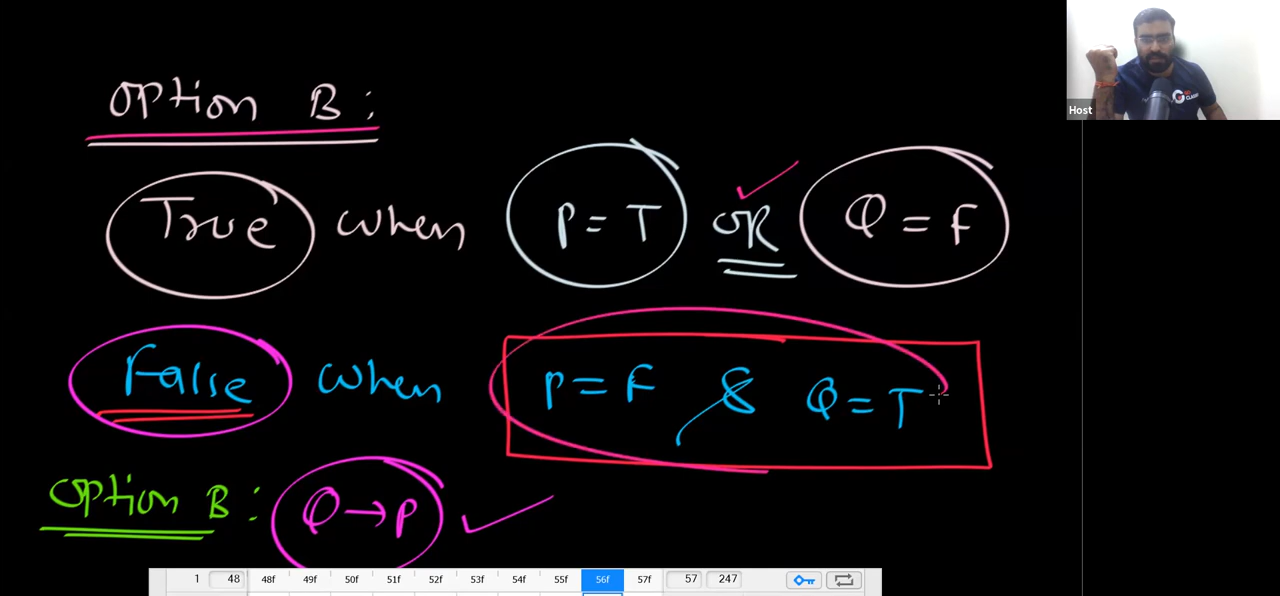 Option B :
True when P = T OR Q = F
False when P = F & Q = T
Option B : Q → P
Host
1 48 48f 49f 50f 51f 52f 53f 54f 55f 56f 57f 57 247